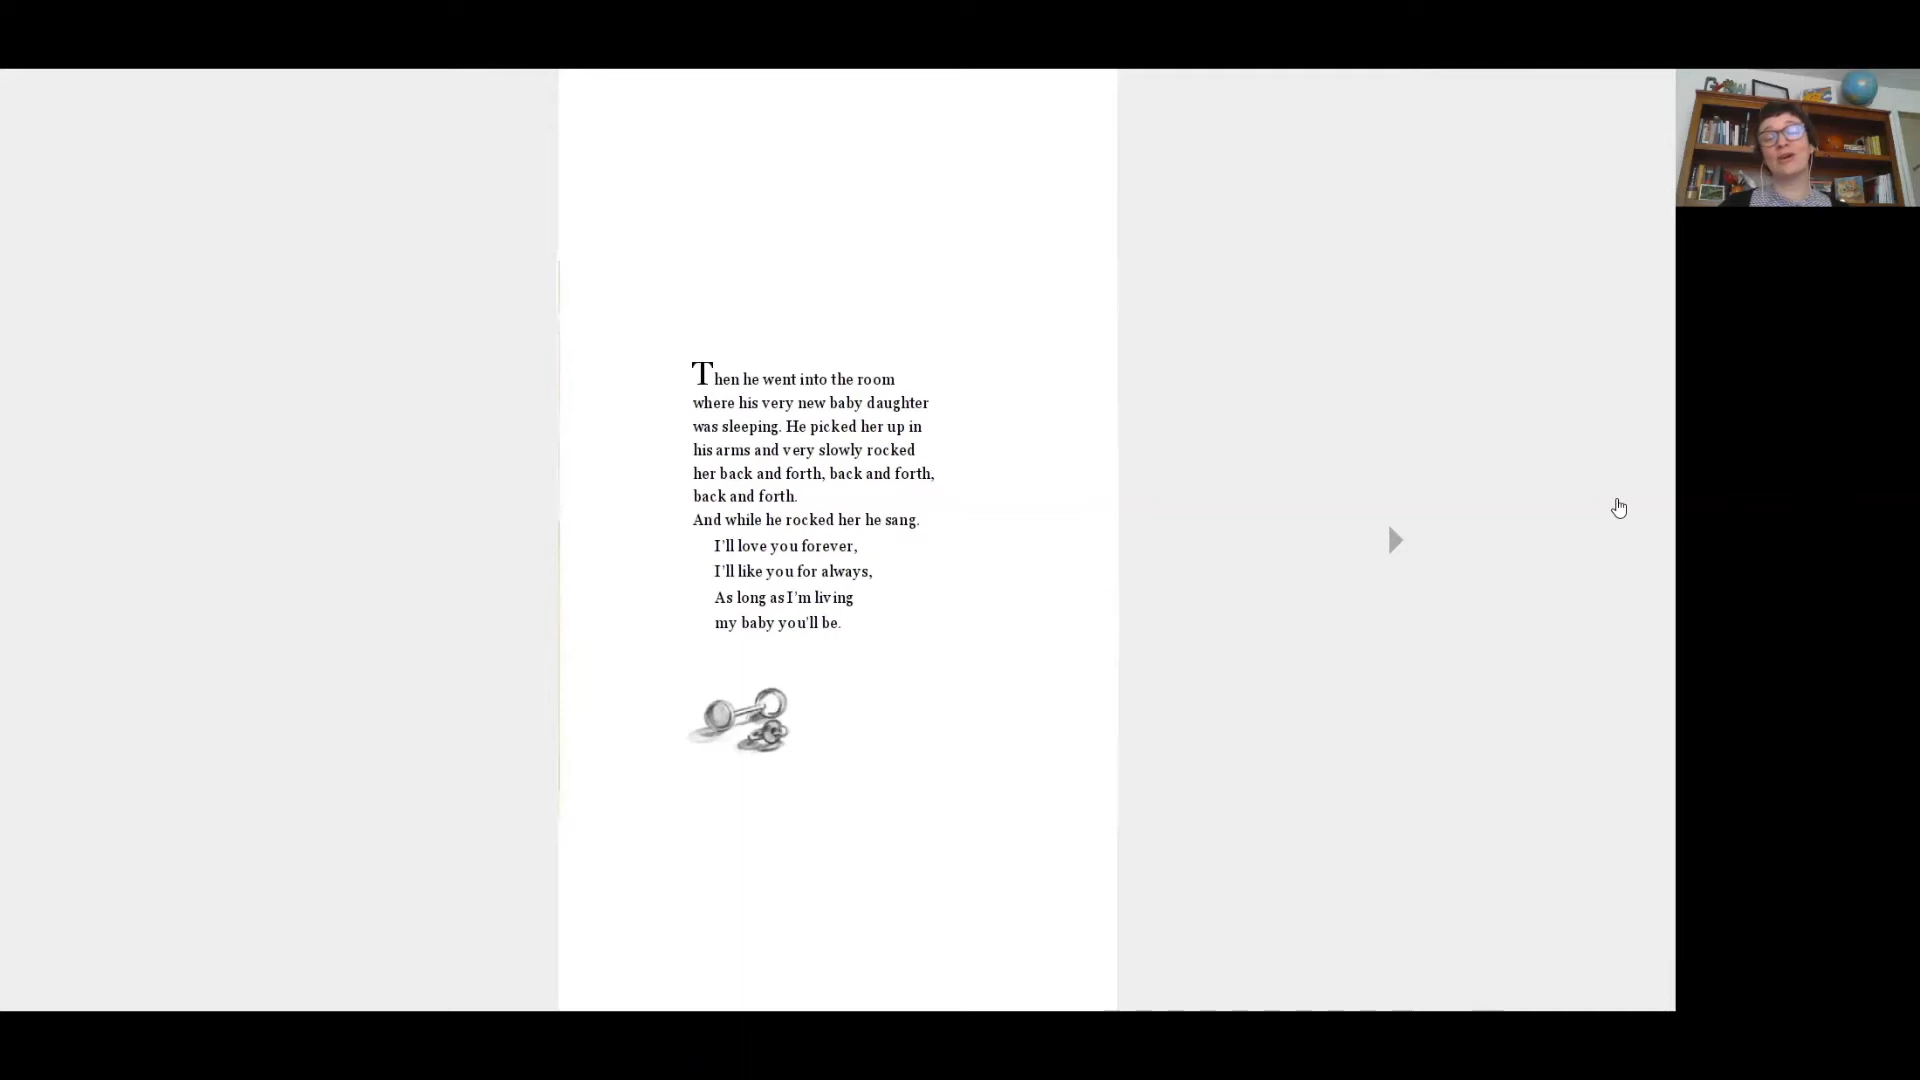 Then he went into the room
where his very new baby daughter
was sleeping. He picked her up in
his arms and very slowly rocked
her back and forth, back and forth,
back and forth.
And while he rocked her he sang.
I’ll love you forever,
I’ll like you for always,
As long as I’m living
my baby you’ll be.